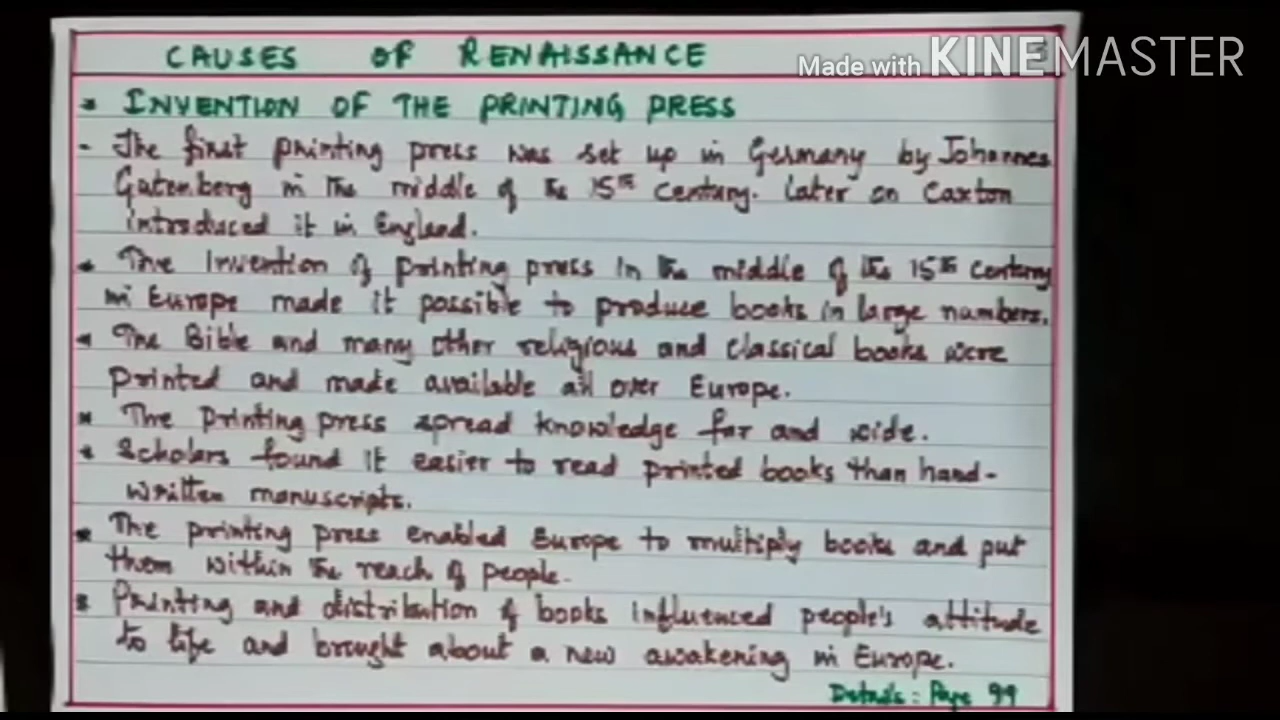 CAUSES OF RENAISSANCE
Made with KINEMASTER
* INVENTION OF THE PRINTING PRESS
- The first printing press was set up in Germany by Johannes
Gutenberg in the middle of the 15th century. Later on Caxton
introduced it in England.
* The Invention of printing press in the middle of the 15th century
in Europe made it possible to produce books in large numbers.
* The Bible and many other religious and classical books were
printed and made available all over Europe.
* The printing press spread knowledge far and wide.
* Scholars found it easier to read printed books than hand-
written manuscripts.
* The printing press enabled Europe to multiply books and put
them within the reach of people.
* Printing and distribution of books influenced people's attitude
to life and brought about a new awakening in Europe.
Details: Page 99